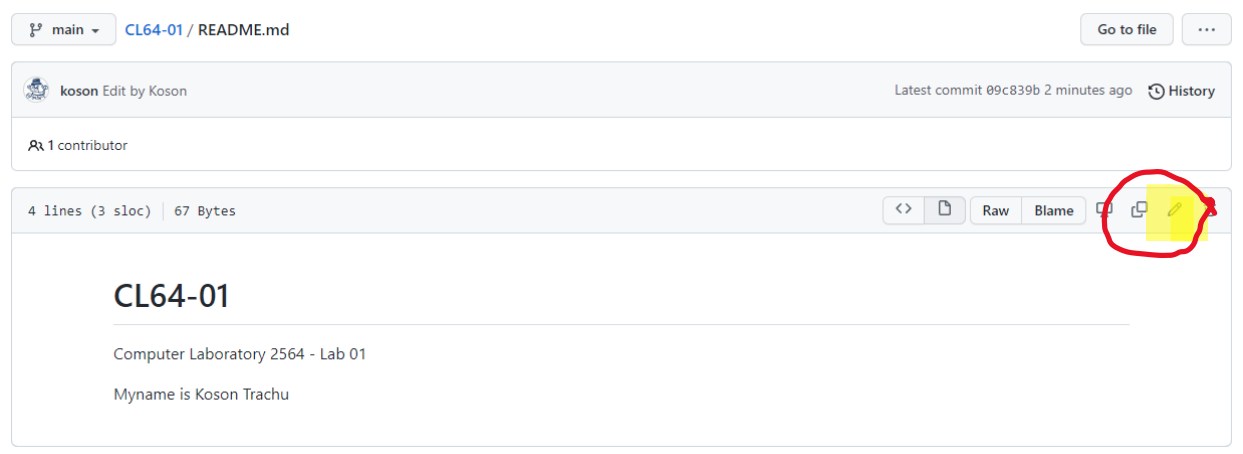 main CL64-01 / README.md Go to file ...
koson Edit by Koson Latest commit 09c839b 2 minutes ago History
1 contributor
4 lines (3 sloc) 67 Bytes <> Raw Blame
CL64-01
Computer Laboratory 2564 - Lab 01
Myname is Koson Trachu